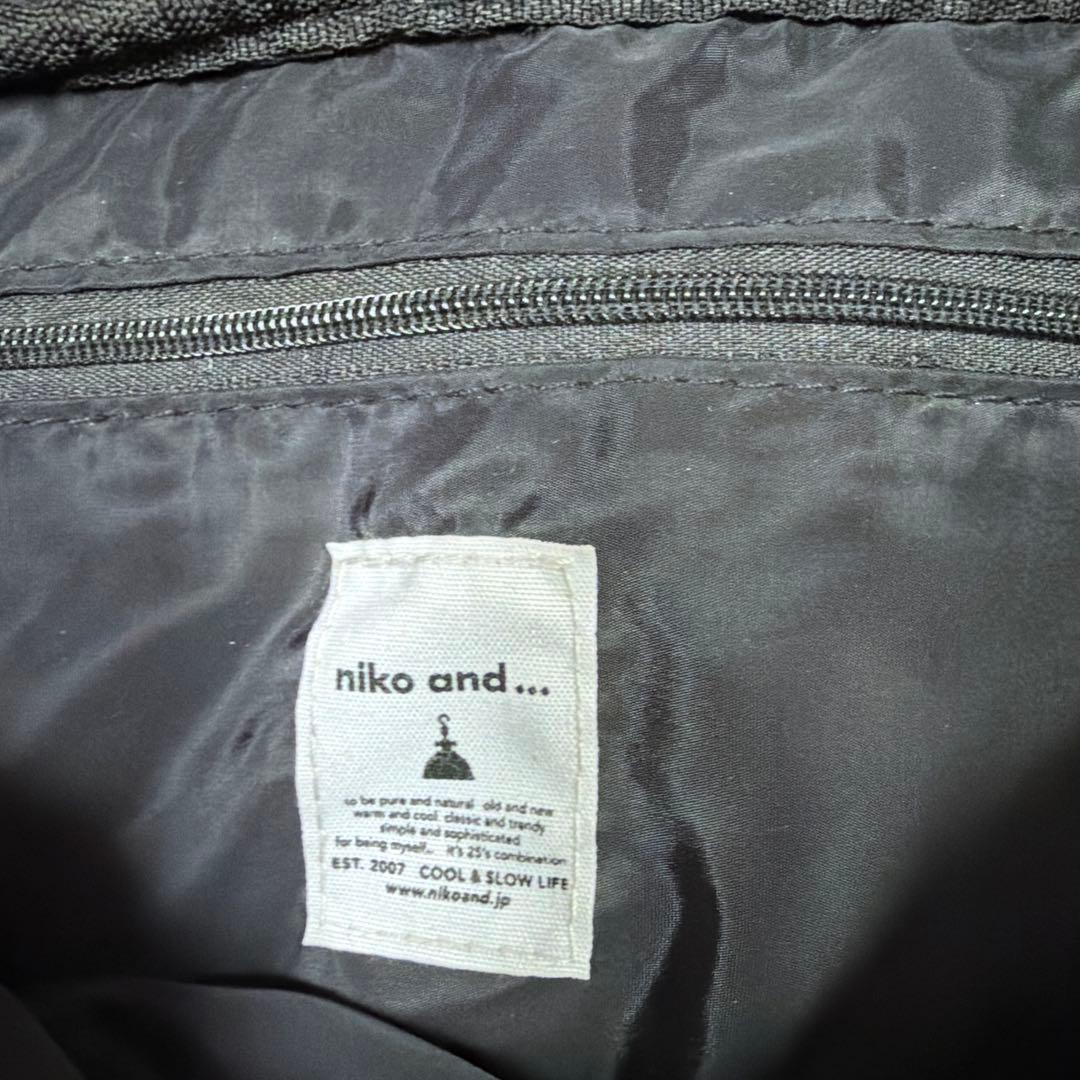 niko and...
to be pure and natural old and new
warm and cool. classic and trendy
simple and sophisticated
for being myself... it's 25's combination
EST. 2007 COOL & SLOW LIFE
www.nikoand.jp